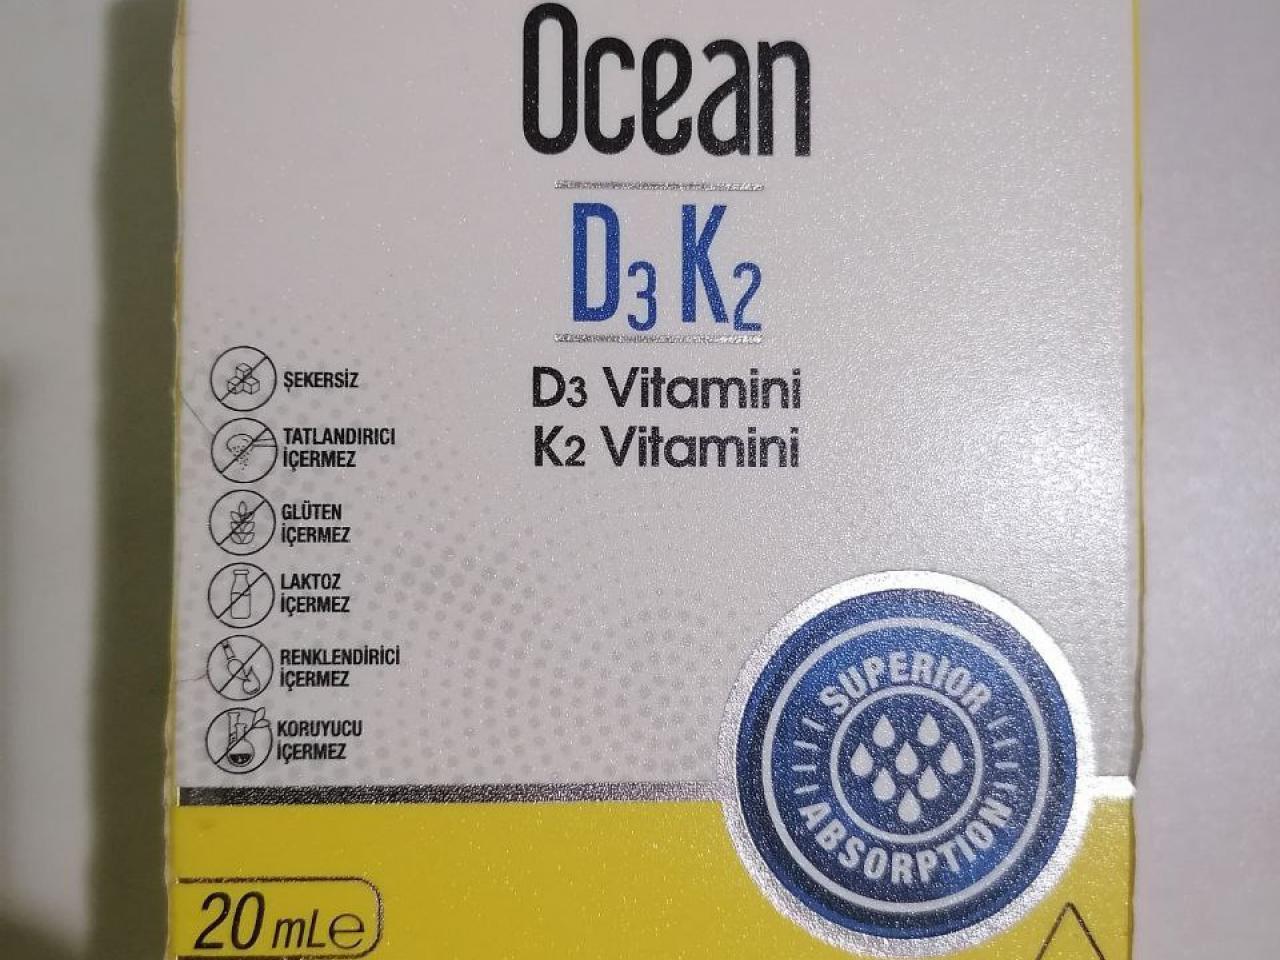 Ocean
D3 K2
D3 Vitamini
K2 Vitamini
ŞEKERSİZ
TATLANDIRICI
İÇERMEZ
GLÜTEN
İÇERMEZ
LAKTOZ
İÇERMEZ
RENKLENDİRİCİ
İÇERMEZ
KORUYUCU
İÇERMEZ
SUPERIOR
ABSORPTION
20 mL℮